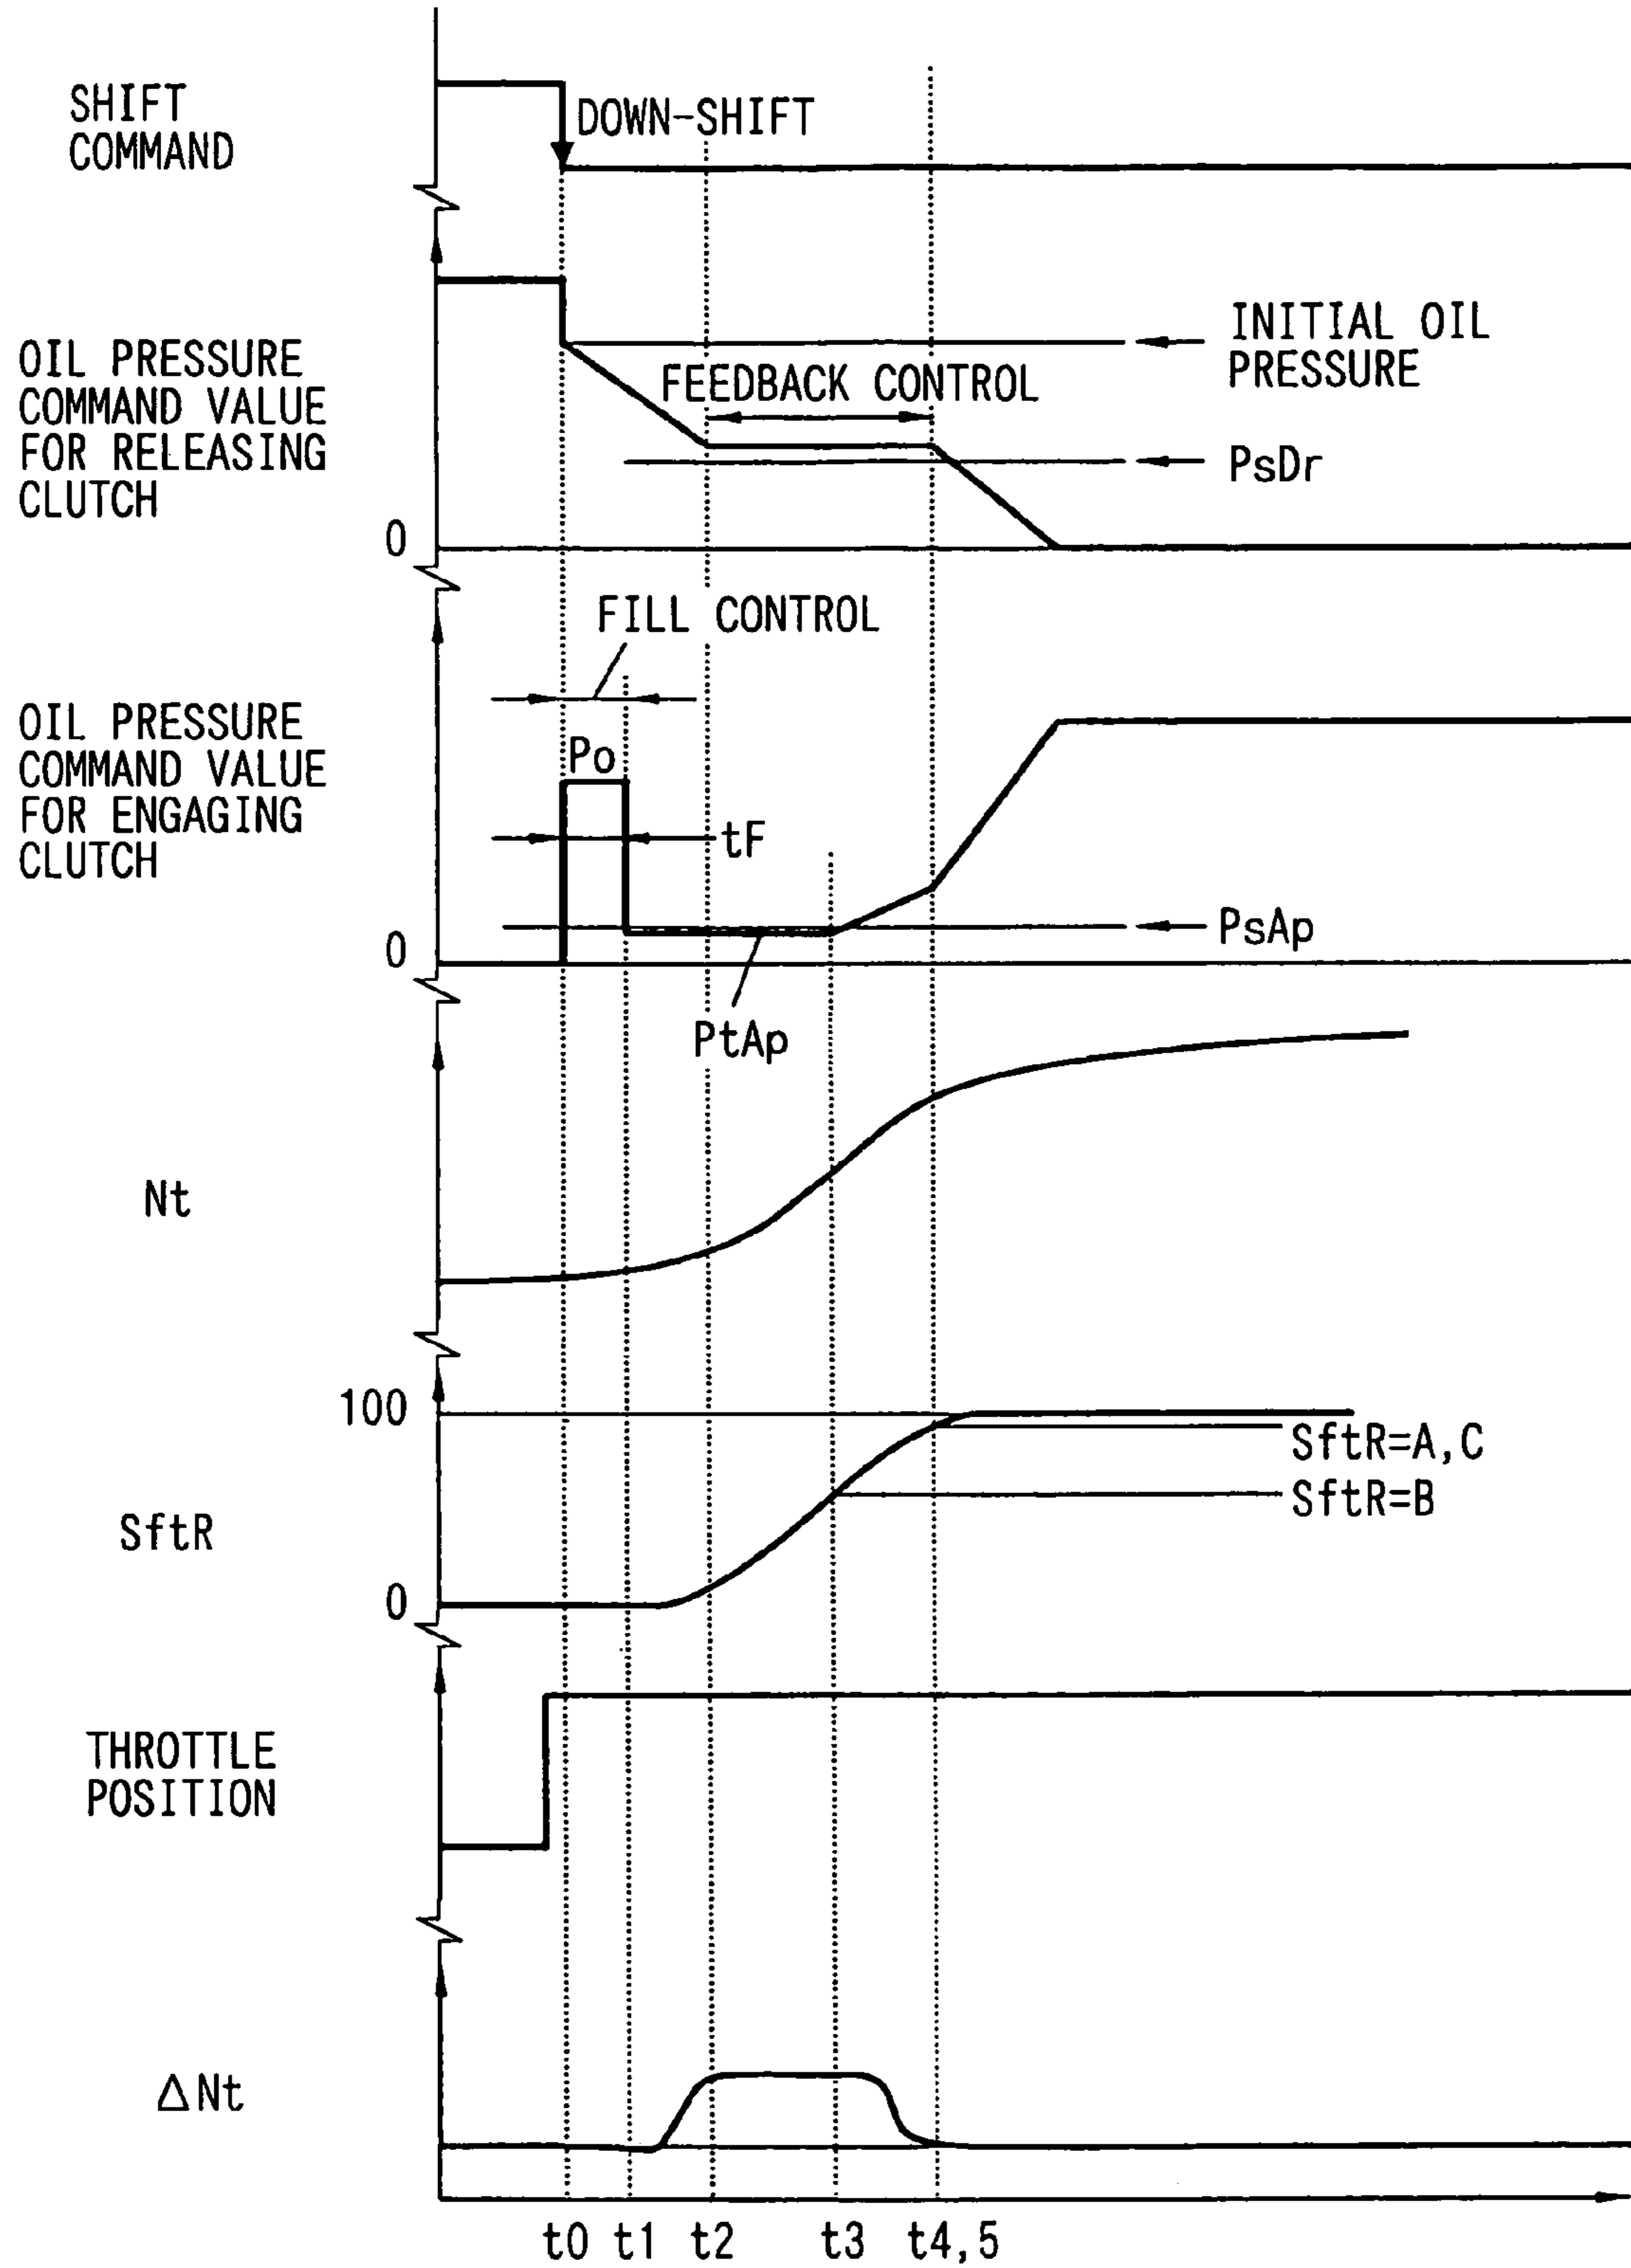 SHIFT
COMMAND
DOWN-SHIFT
OIL PRESSURE
COMMAND VALUE
FOR RELEASING
CLUTCH
INITIAL OIL
PRESSURE
FEEDBACK CONTROL
PsDr
0
FILL CONTROL
OIL PRESSURE
COMMAND VALUE
FOR ENGAGING
CLUTCH
Po
tF
PsAp
0
PtAp
Nt
100
SftR=A,C
SftR=B
SftR
0
THROTTLE
POSITION
ΔNt
t0 t1 t2 t3 t4,5